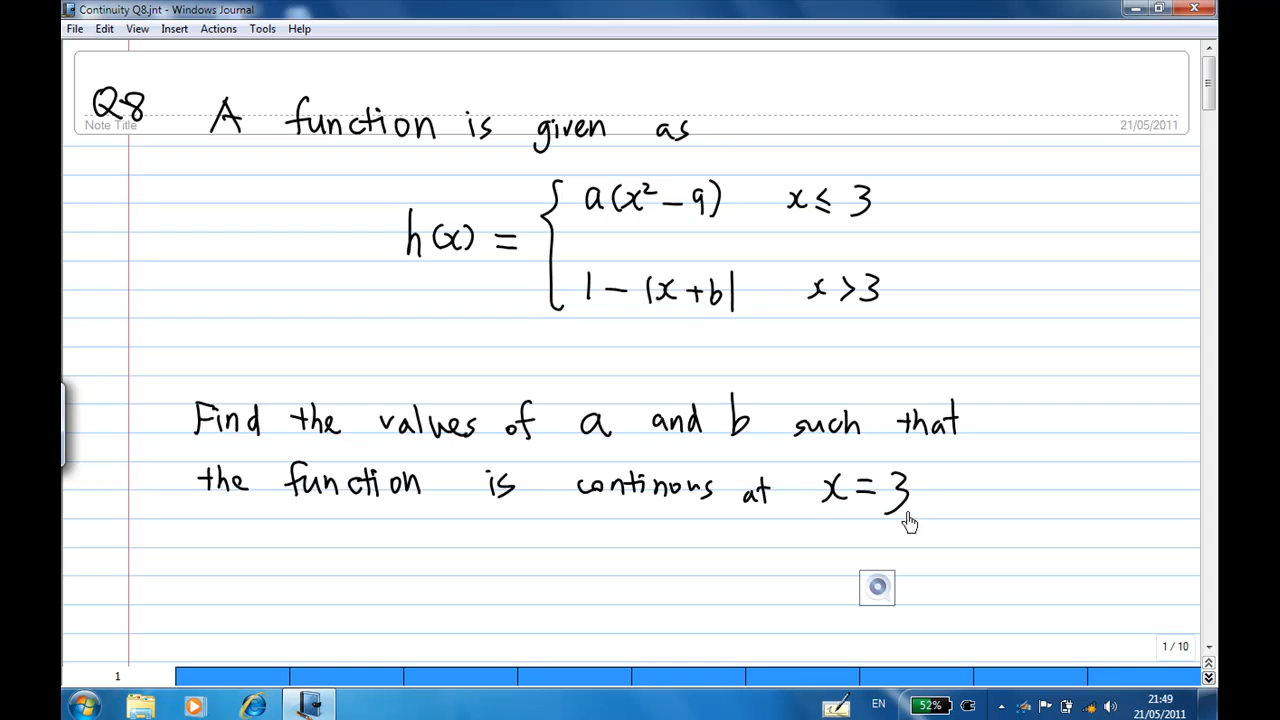 Continuity Q8.jnt - Windows Journal
File Edit View Insert Actions Tools Help
Q8 A function is given as
Note Title 21/05/2011
h(x) = { a(x² - 9) x ≤ 3
1 - |x + b| x > 3
Find the values of a and b such that
the function is continous at x = 3
1 / 10
1
EN 52% 21:49
21/05/2011